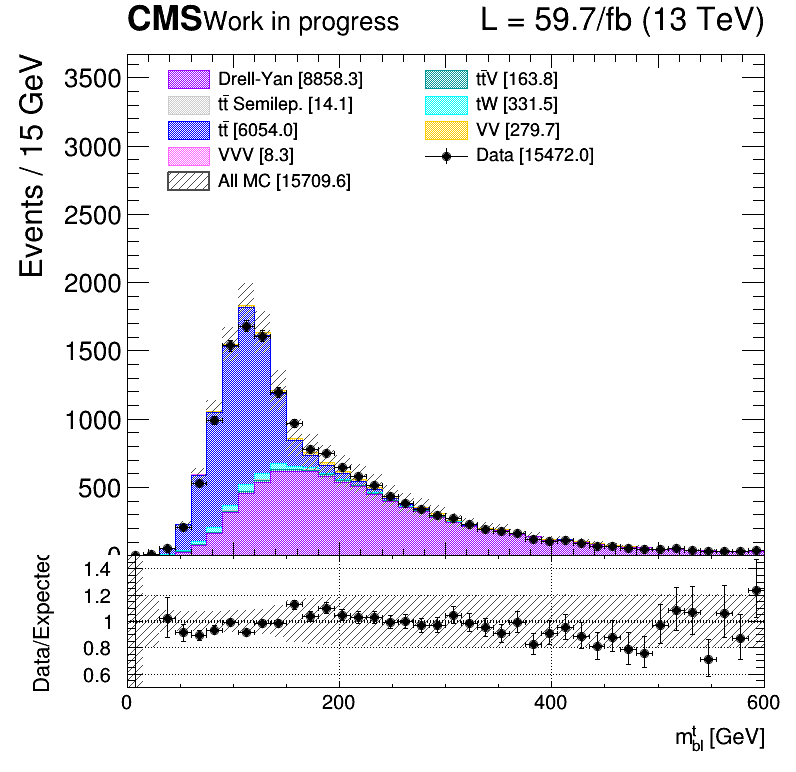 CMS Work in progress L = 59.7/fb (13 TeV)
Events / 15 GeV
3500
3000
2500
2000
1500
1000
500
0
Drell-Yan [8858.3]
tt̄ Semilep. [14.1]
tt̄ [6054.0]
VVV [8.3]
All MC [15709.6]
tt̄V [163.8]
tW [331.5]
VV [279.7]
Data [15472.0]
Data/Expected
1.4
1.2
1
0.8
0.6
0 200 400 600
m^t_bl [GeV]